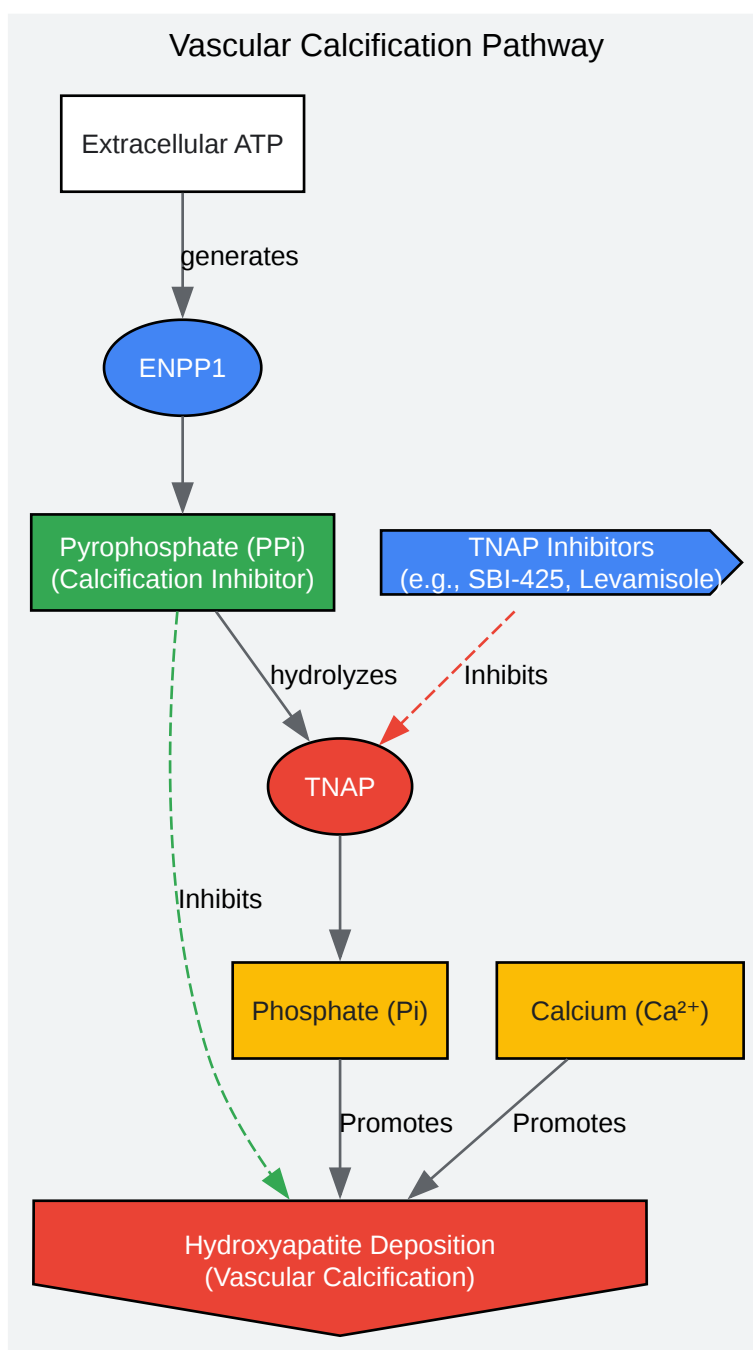 Vascular Calcification Pathway
Extracellular ATP
generates
ENPP1
Pyrophosphate (PPi)
(Calcification Inhibitor)
TNAP Inhibitors
(e.g., SBI-425, Levamisole)
hydrolyzes
Inhibits
TNAP
Inhibits
Phosphate (Pi)
Calcium (Ca²⁺)
Promotes
Promotes
Hydroxyapatite Deposition
(Vascular Calcification)